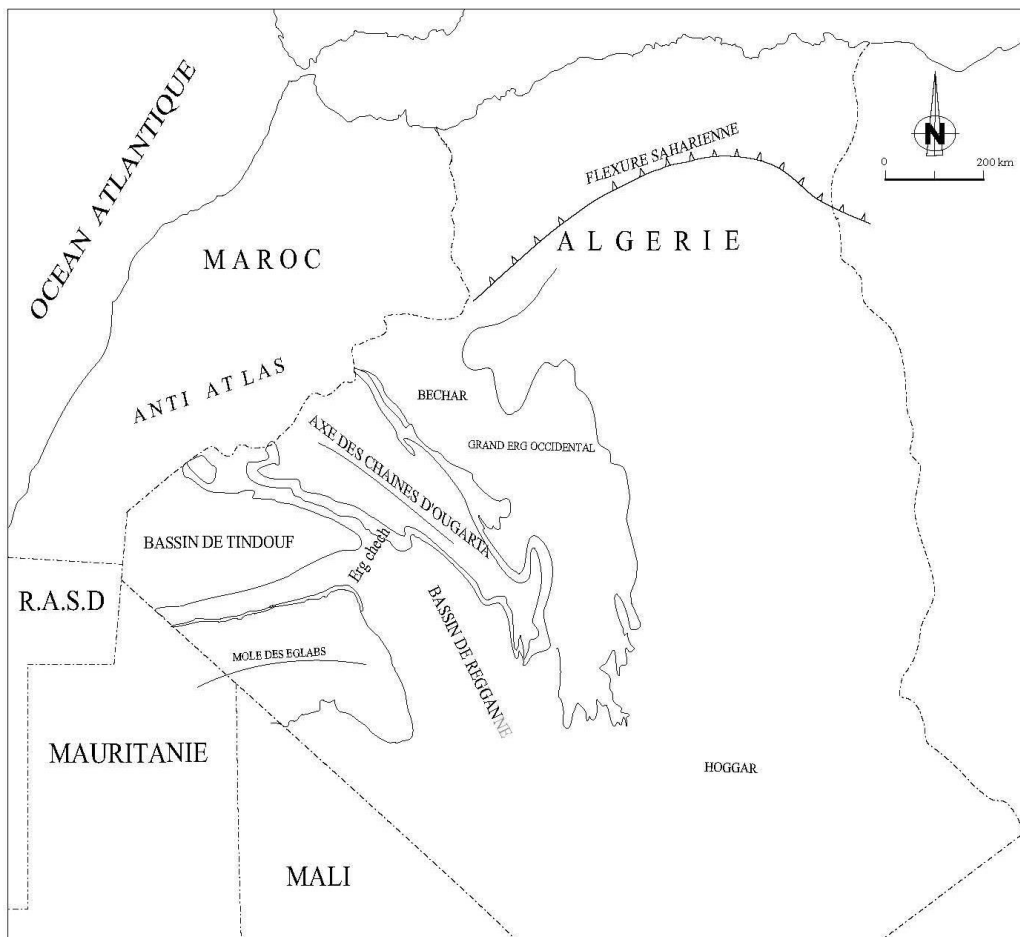 OCEAN ATLANTIQUE
N
0 200 km
FLEXURE SAHARIENNE
ALGERIE
MAROC
ANTI ATLAS
BECHAR
GRAND ERG OCCIDENTAL
AXE DES CHAINES D'OUGARTA
BASSIN DE TINDOUF
Erg chech
R.A.S.D
BASSIN DE REGGANNE
MOLE DES EGLABS
MAURITANIE
HOGGAR
MALI